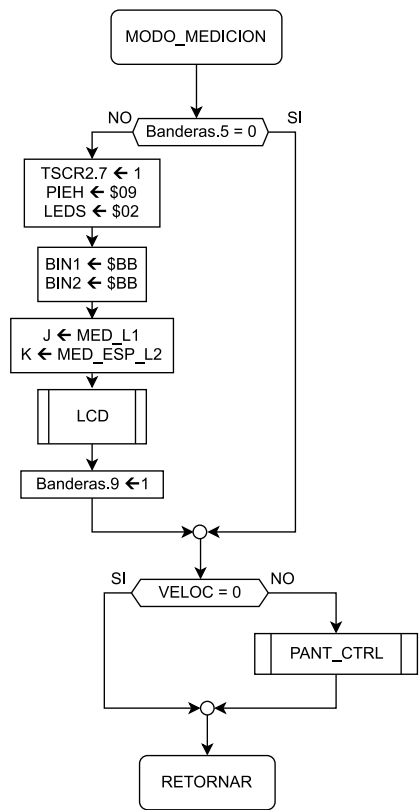 MODO_MEDICION
NO
SI
Banderas.5 = 0
TSCR2.7 ← 1
PIEH ← $09
LEDS ← $02
BIN1 ← $BB
BIN2 ← $BB
J ← MED_L1
K ← MED_ESP_L2
LCD
Banderas.9 ←1
SI
NO
VELOC = 0
PANT_CTRL
RETORNAR